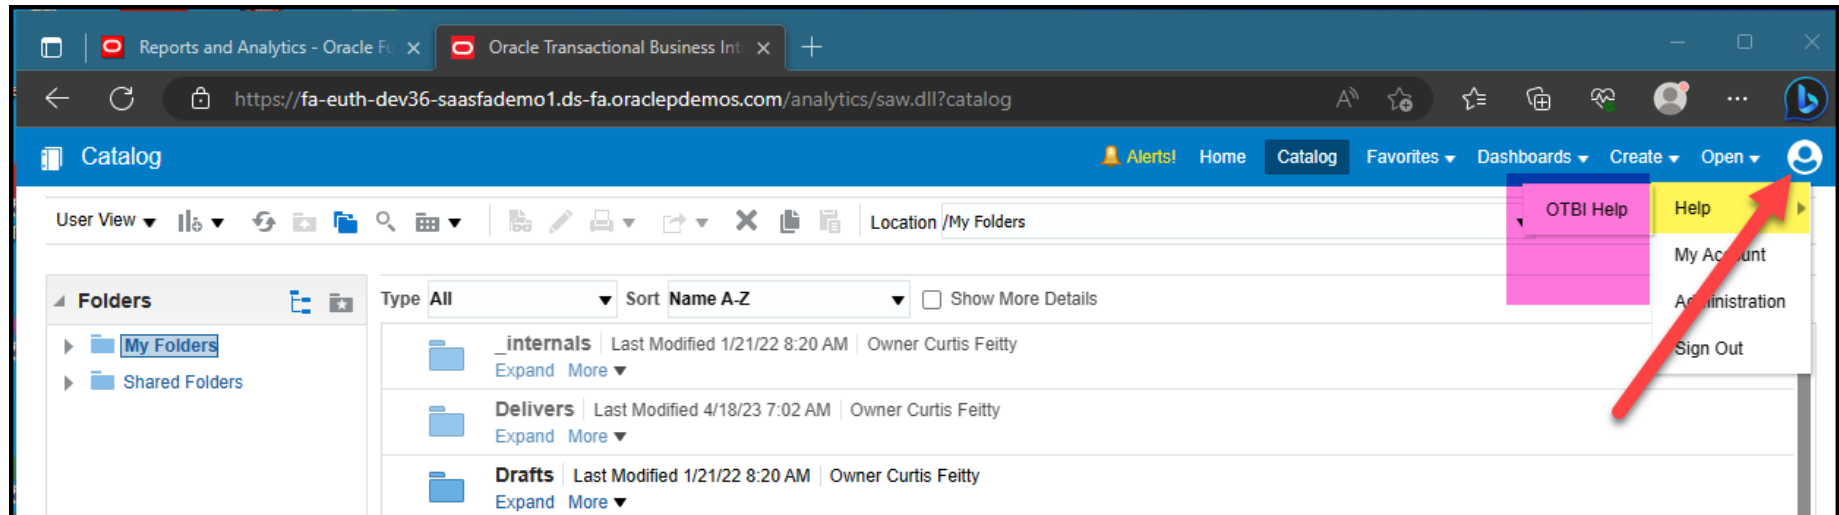 Reports and Analytics - Oracle Fu
Oracle Transactional Business Int
https://fa-euth-dev36-saasfademo1.ds-fa.oraclepdemos.com/analytics/saw.dll?catalog
Catalog
Alerts! Home Catalog Favorites Dashboards Create Open
User View
Location /My Folders
OTBI Help
Help
My Account
Administration
Sign Out
Folders
My Folders
Shared Folders
Type All Sort Name A-Z Show More Details
_internals Last Modified 1/21/22 8:20 AM Owner Curtis Feitty
Expand More
Delivers Last Modified 4/18/23 7:02 AM Owner Curtis Feitty
Expand More
Drafts Last Modified 1/21/22 8:20 AM Owner Curtis Feitty
Expand More